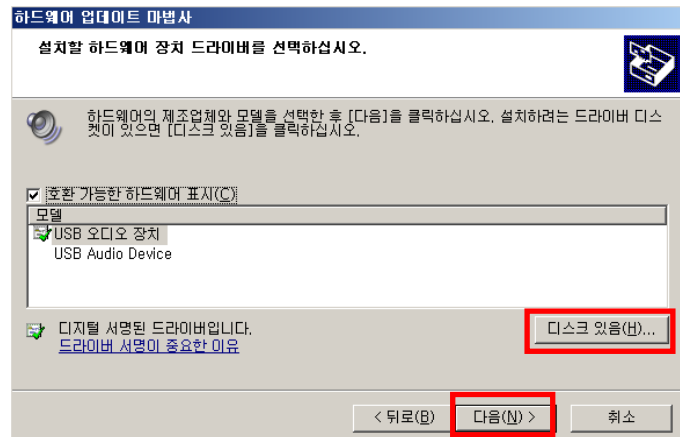 하드웨어 업데이트 마법사
설치할 하드웨어 장치 드라이버를 선택하십시오.
하드웨어의 제조업체와 모델을 선택한 후 [다음]을 클릭하십시오. 설치하려는 드라이버 디스
켓이 있으면 [디스크 있음]을 클릭하십시오.
호환 가능한 하드웨어 표시(C)
모델
USB 오디오 장치
USB Audio Device
디지털 서명된 드라이버입니다.
드라이버 서명이 중요한 이유
디스크 있음(H)...
< 뒤로(B)
다음(N) >
취소